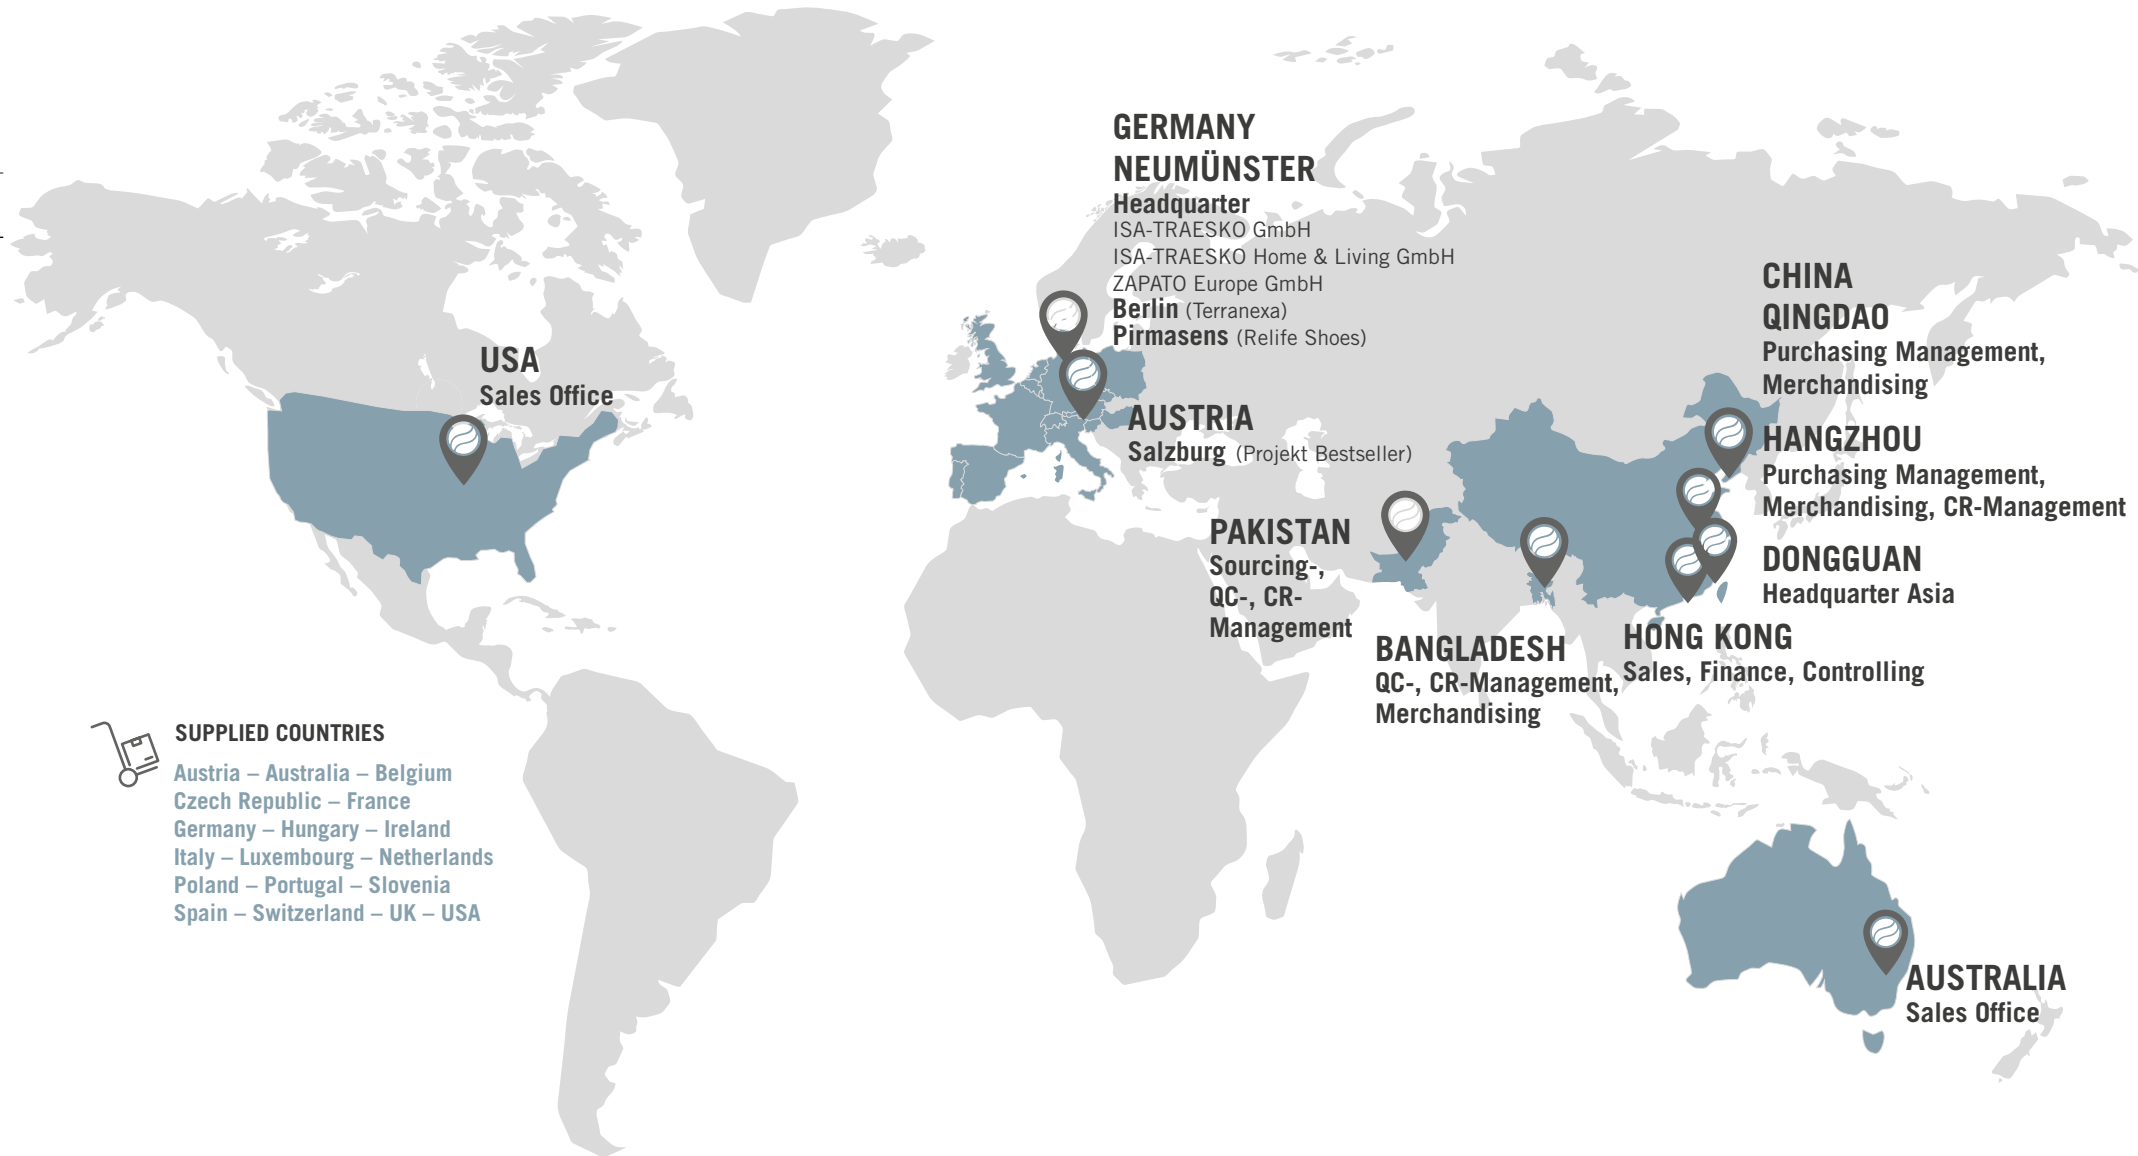 GERMANY
NEUMÜNSTER
Headquarter
ISA-TRAESKO GmbH
ISA-TRAESKO Home & Living GmbH
ZAPATO Europe GmbH
Berlin (Terranexa)
Pirmasens (Relife Shoes)
USA
Sales Office
AUSTRIA
Salzburg (Projekt Bestseller)
CHINA
QINGDAO
Purchasing Management,
Merchandising
HANGZHOU
Purchasing Management,
Merchandising, CR-Management
DONGGUAN
Headquarter Asia
HONG KONG
Sales, Finance, Controlling
PAKISTAN
Sourcing-,
QC-, CR-
Management
BANGLADESH
QC-, CR-Management,
Merchandising
AUSTRALIA
Sales Office
SUPPLIED COUNTRIES
Austria – Australia – Belgium
Czech Republic – France
Germany – Hungary – Ireland
Italy – Luxembourg – Netherlands
Poland – Portugal – Slovenia
Spain – Switzerland – UK – USA